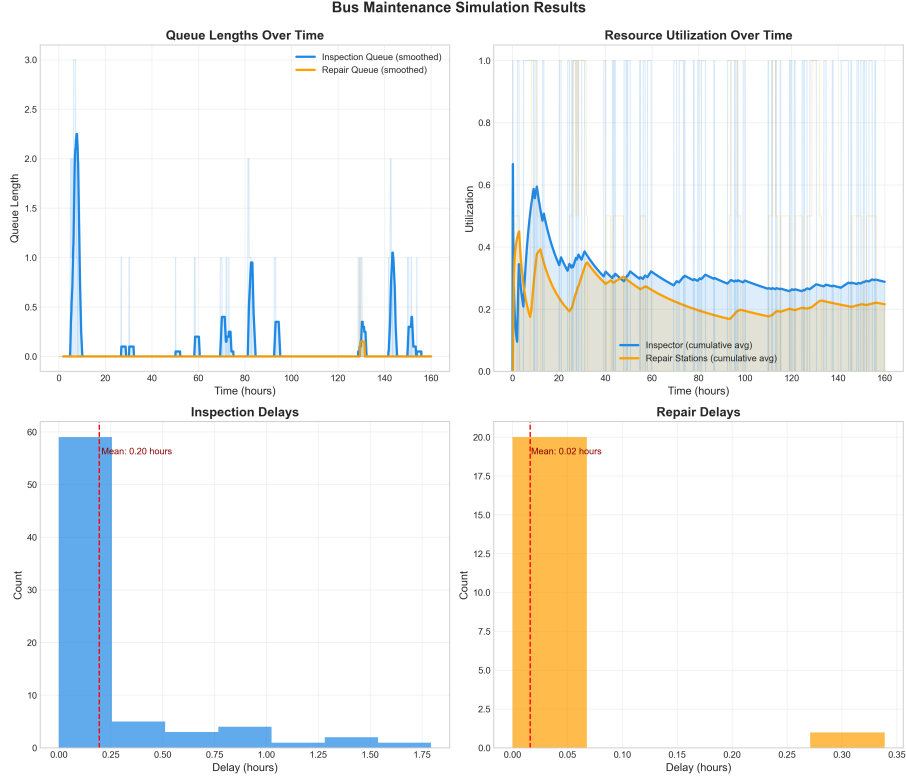 Bus Maintenance Simulation Results
Queue Lengths Over Time
Inspection Queue (smoothed)
Repair Queue (smoothed)
Queue Length
3.0
2.5
2.0
1.5
1.0
0.5
0.0
0 20 40 60 80 100 120 140 160
Time (hours)
Resource Utilization Over Time
Utilization
1.0
0.8
0.6
0.4
0.2
0.0
Inspector (cumulative avg)
Repair Stations (cumulative avg)
0 20 40 60 80 100 120 140 160
Time (hours)
Inspection Delays
Mean: 0.20 hours
Count
60
50
40
30
20
10
0
0.00 0.25 0.50 0.75 1.00 1.25 1.50 1.75
Delay (hours)
Repair Delays
Mean: 0.02 hours
Count
20.0
17.5
15.0
12.5
10.0
7.5
5.0
2.5
0.0
0.00 0.05 0.10 0.15 0.20 0.25 0.30 0.35
Delay (hours)